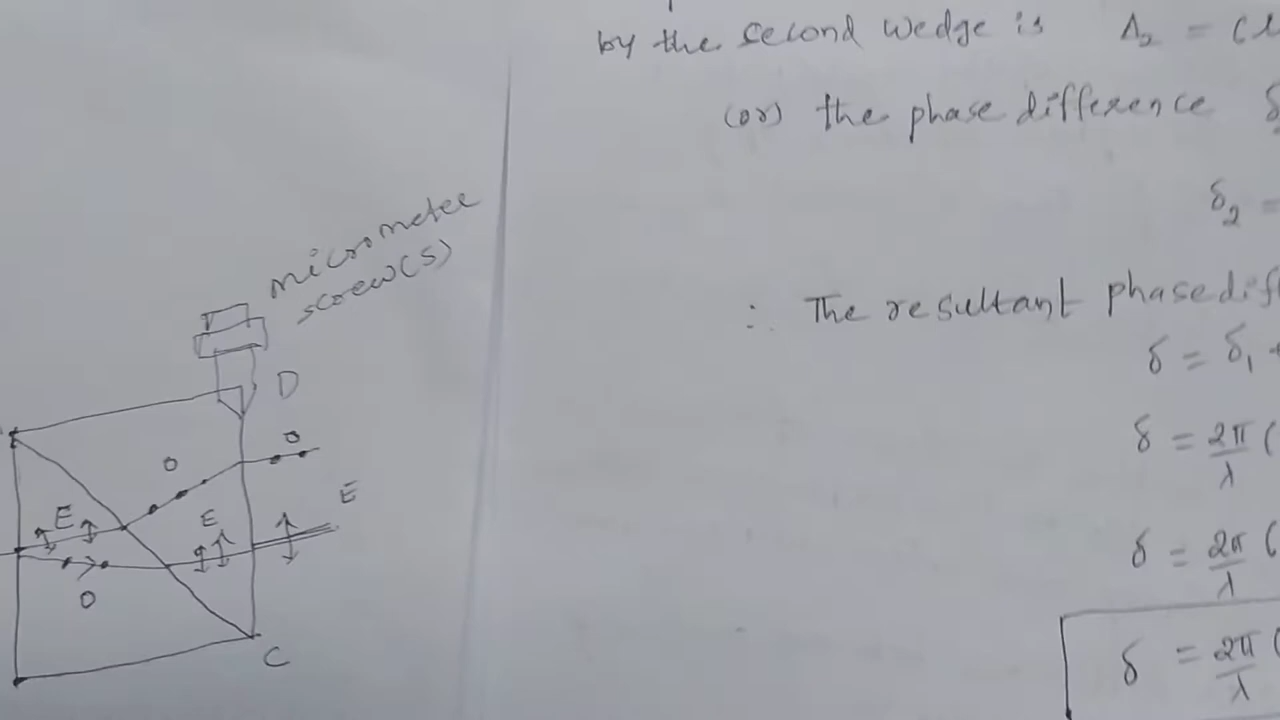 by the second wedge is Δ₂ = (μ
(or) the phase difference δ
δ₂ =
∴ The resultant phase diff
δ = δ₁ +
δ = 2π/λ (
δ = 2π/λ (
δ = 2π/λ (
micrometer
screw(S)
D
O
O
E
E
E
O
C